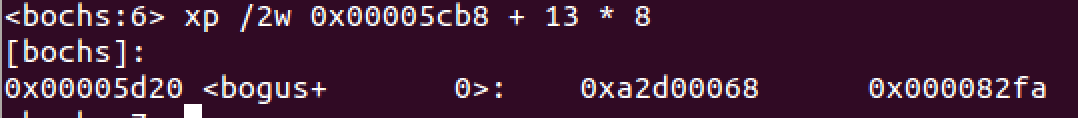 <bochs:6> xp /2w 0x00005cb8 + 13 * 8
[bochs]:
0x00005d20 <bogus+       0>:    0xa2d00068      0x000082fa